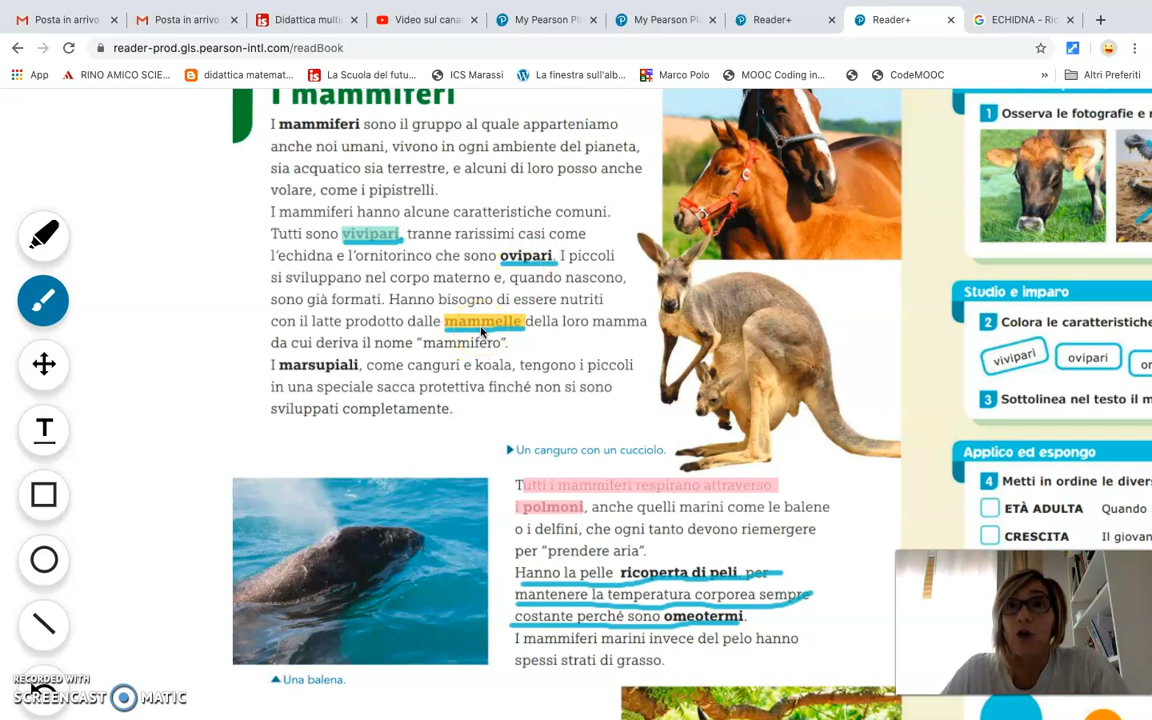 Posta in arrivo
Posta in arrivo
Didattica multi
Video sul cana
My Pearson Pl
My Pearson Pl
Reader+
Reader+
ECHIDNA - Ric
reader-prod.gls.pearson-intl.com/readBook
App
RINO AMICO SCIE...
didattica matemat...
La Scuola del futu...
ICS Marassi
La finestra sull'alb...
Marco Polo
MOOC Coding in...
CodeMOOC
»
Altri Preferiti
I mammiferi
I mammiferi sono il gruppo al quale apparteniamo
anche noi umani, vivono in ogni ambiente del pianeta,
sia acquatico sia terrestre, e alcuni di loro posso anche
volare, come i pipistrelli.
I mammiferi hanno alcune caratteristiche comuni.
Tutti sono vivipari, tranne rarissimi casi come
l'echidna e l'ornitorinco che sono ovipari. I piccoli
si sviluppano nel corpo materno e, quando nascono,
sono già formati. Hanno bisogno di essere nutriti
con il latte prodotto dalle mammelle della loro mamma
da cui deriva il nome "mammifero".
I marsupiali, come canguri e koala, tengono i piccoli
in una speciale sacca protettiva finché non si sono
sviluppati completamente.
Un canguro con un cucciolo.
Tutti i mammiferi respirano attraverso
i polmoni, anche quelli marini come le balene
o i delfini, che ogni tanto devono riemergere
per "prendere aria".
Hanno la pelle ricoperta di peli per
mantenere la temperatura corporea sempre
costante perché sono omeotermi.
I mammiferi marini invece del pelo hanno
spessi strati di grasso.
Una balena.
1 Osserva le fotografie e
Studio e imparo
2 Colora le caratteristiche
vivipari
ovipari
3 Sottolinea nel testo il
Applico ed espongo
4 Metti in ordine le diver
ETÀ ADULTA Quando
CRESCITA Il giovan
T
RECORDED WITH
SCREENCAST MATIC